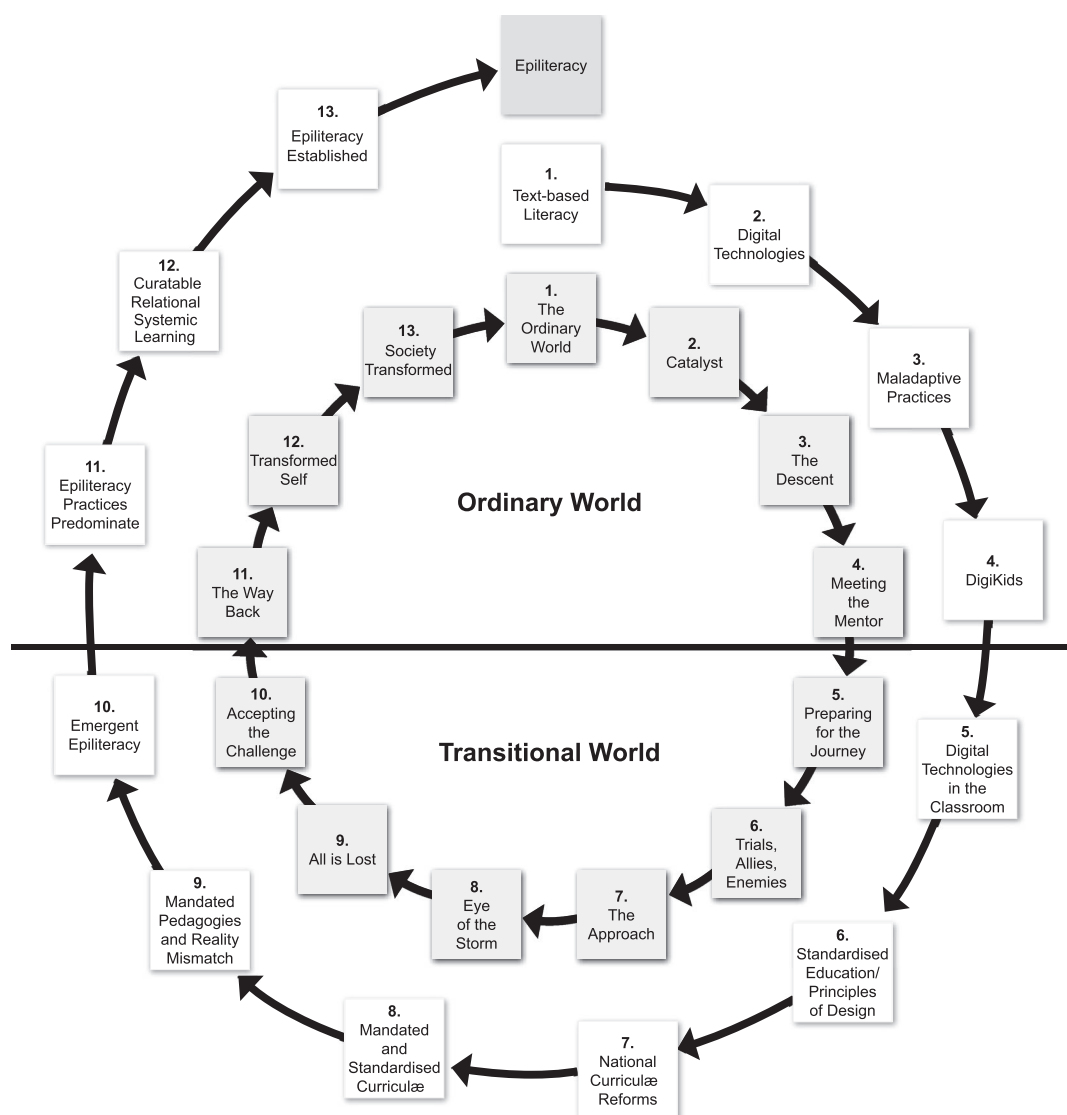 Epiliteracy
1.
Text-based
Literacy
2.
Digital
Technologies
3.
Maladaptive
Practices
4.
DigiKids
5.
Digital
Technologies
in the
Classroom
6.
Standardised
Education/
Principles
of Design
7.
National
Curriculæ
Reforms
8.
Mandated
and
Standardised
Curriculæ
9.
Mandated
Pedagogies
and Reality
Mismatch
10.
Emergent
Epiliteracy
11.
Epiliteracy
Practices
Predominate
12.
Curatable
Relational
Systemic
Learning
13.
Epiliteracy
Established
1.
The
Ordinary
World
2.
Catalyst
3.
The
Descent
4.
Meeting
the
Mentor
5.
Preparing
for the
Journey
6.
Trials,
Allies,
Enemies
7.
The
Approach
8.
Eye
of the
Storm
9.
All is Lost
10.
Accepting
the
Challenge
11.
The Way
Back
12.
Transformed
Self
13.
Society
Transformed
Ordinary World
Transitional World